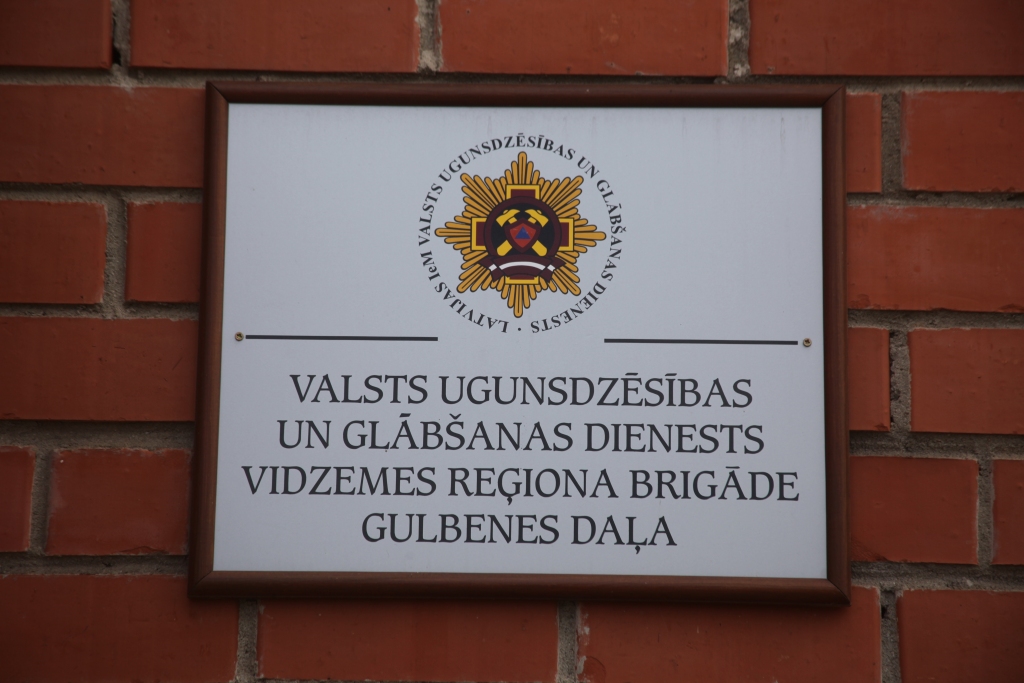 LATVIJAS IeM VALSTS UGUNSDZĒSĪBAS UN GLĀBŠANAS DIENESTS ·
VALSTS UGUNSDZĒSĪBAS
UN GLĀBŠANAS DIENESTS
VIDZEMES REĢIONA BRIGĀDE
GULBENES DAĻA